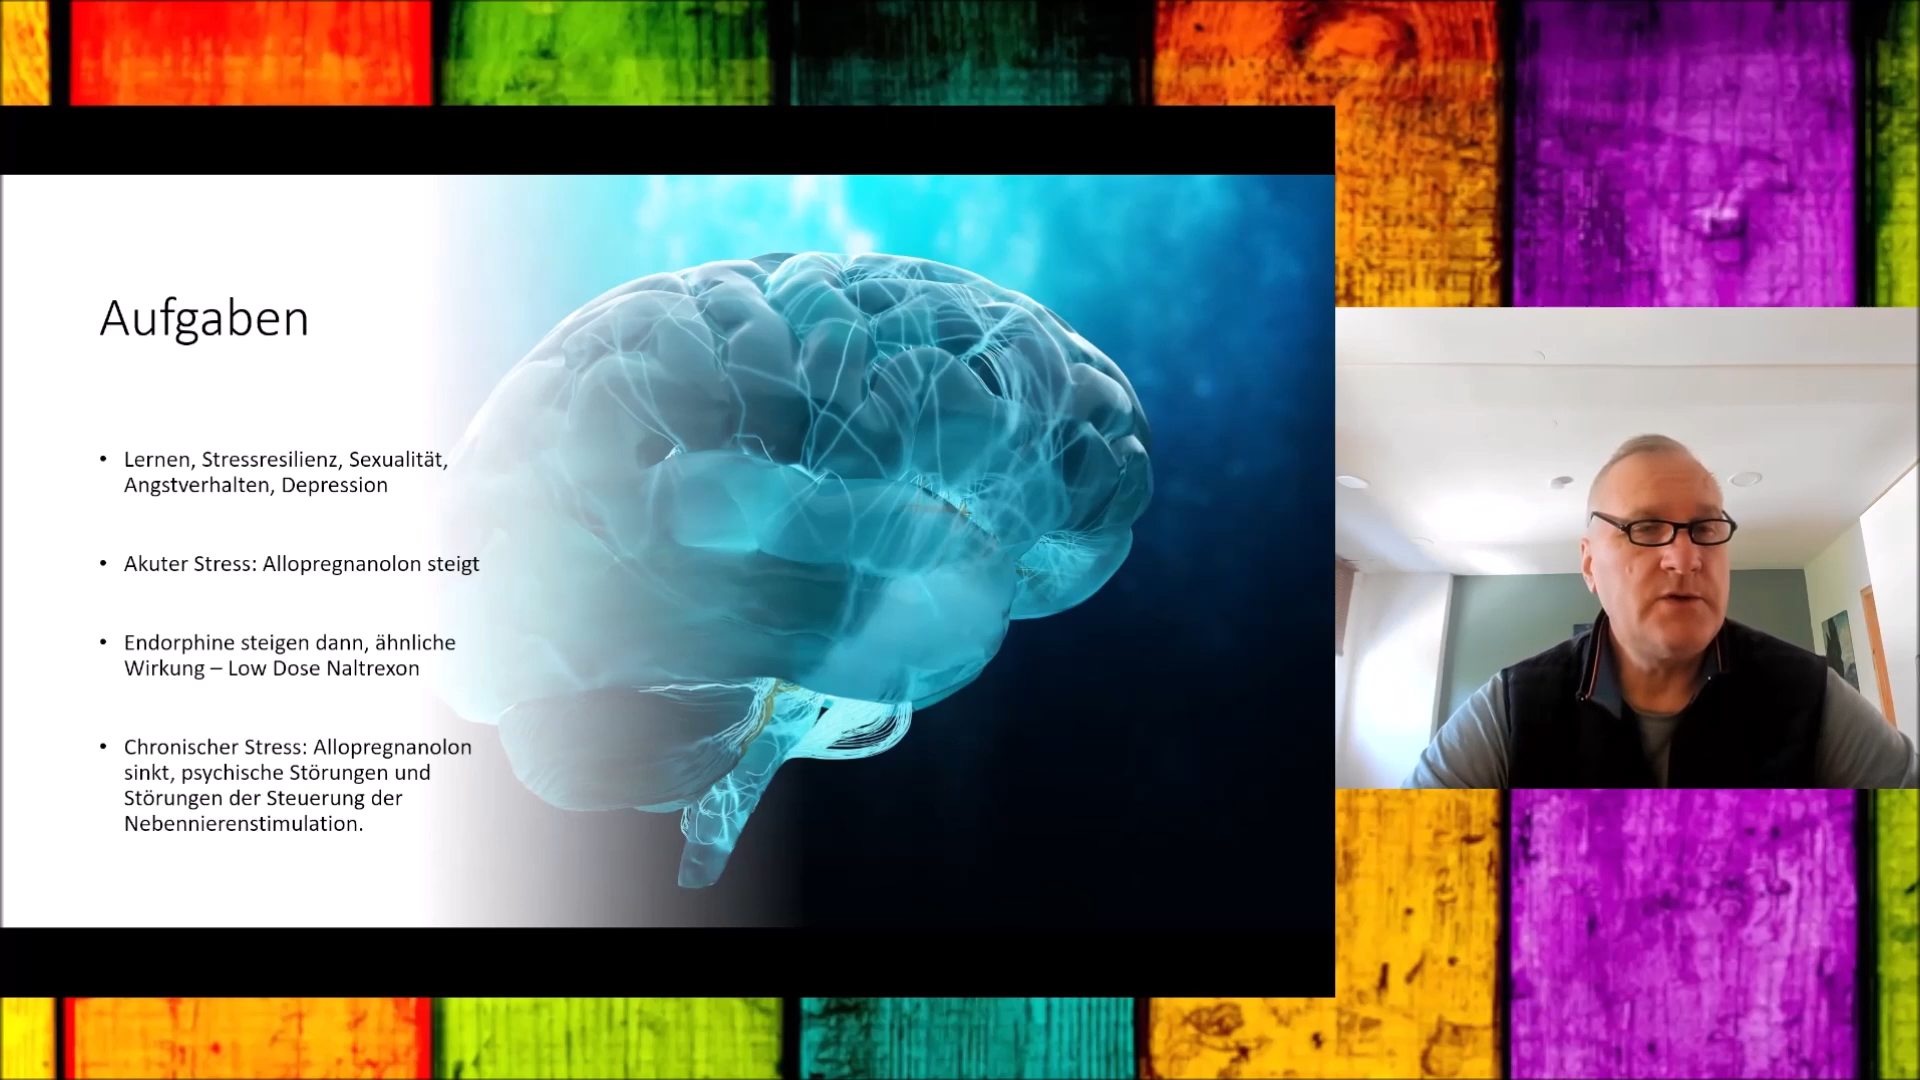 Aufgaben
• Lernen, Stressresilienz, Sexualität,
Angstverhalten, Depression
• Akuter Stress: Allopregnanolon steigt
• Endorphine steigen dann, ähnliche
Wirkung – Low Dose Naltrexon
• Chronischer Stress: Allopregnanolon
sinkt, psychische Störungen und
Störungen der Steuerung der
Nebennierenstimulation.